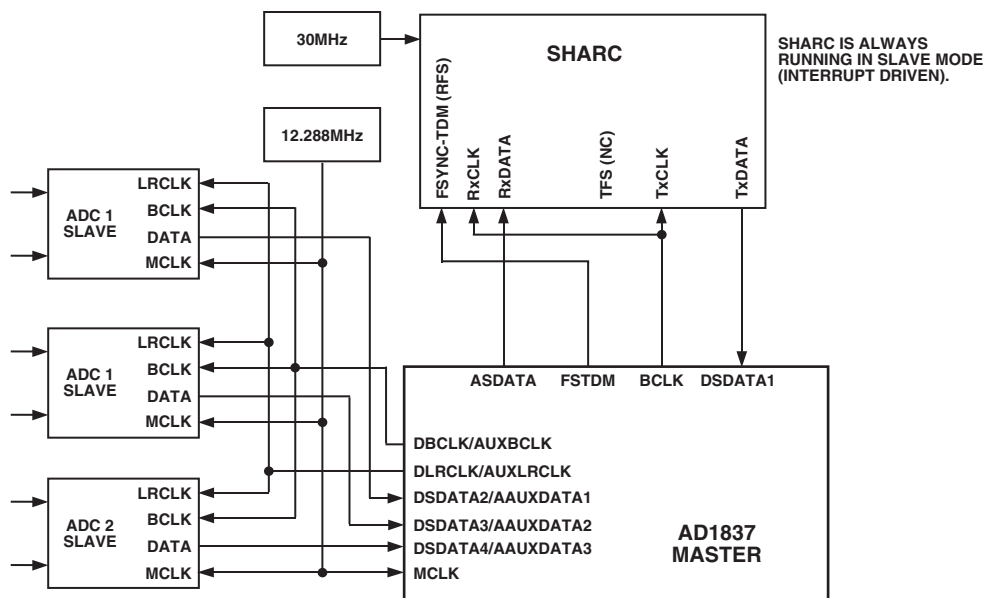 30MHz
SHARC
SHARC IS ALWAYS
RUNNING IN SLAVE MODE
(INTERRUPT DRIVEN).
12.288MHz
FSYNC-TDM (RFS)
RxCLK
RxDATA
TFS (NC)
TxCLK
TxDATA
ADC 1
SLAVE
LRCLK
BCLK
DATA
MCLK
ADC 1
SLAVE
LRCLK
BCLK
DATA
MCLK
ADC 2
SLAVE
LRCLK
BCLK
DATA
MCLK
ASDATA FSTDM BCLK DSDATA1
DBCLK/AUXBCLK
DLRCLK/AUXLRCLK
DSDATA2/AAUXDATA1
DSDATA3/AAUXDATA2
DSDATA4/AAUXDATA3
MCLK
AD1837
MASTER